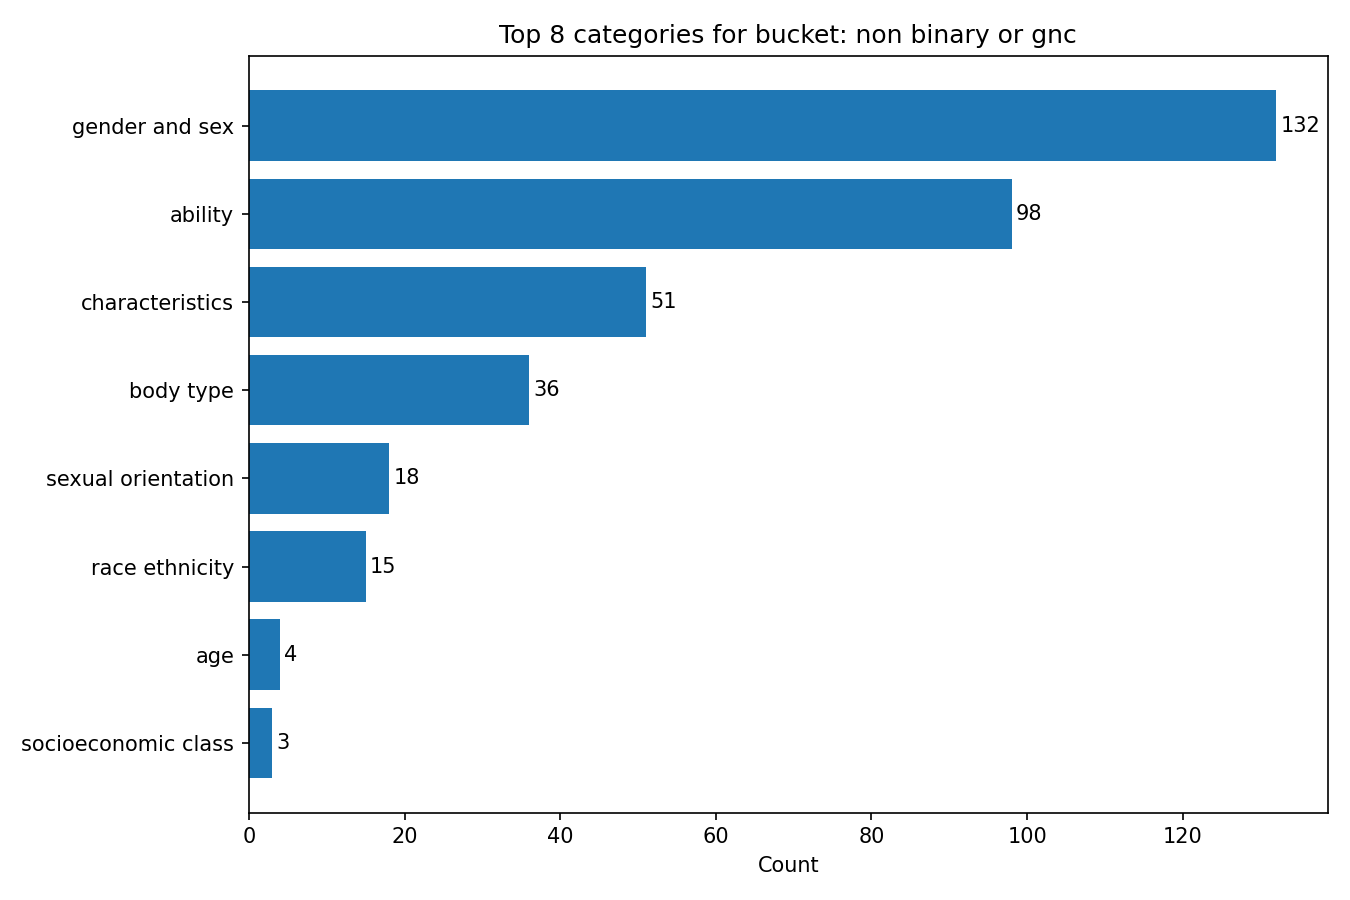 Top 8 categories for bucket: non binary or gnc
gender and sex 132
ability 98
characteristics 51
body type 36
sexual orientation 18
race ethnicity 15
age 4
socioeconomic class 3
0 20 40 60 80 100 120
Count